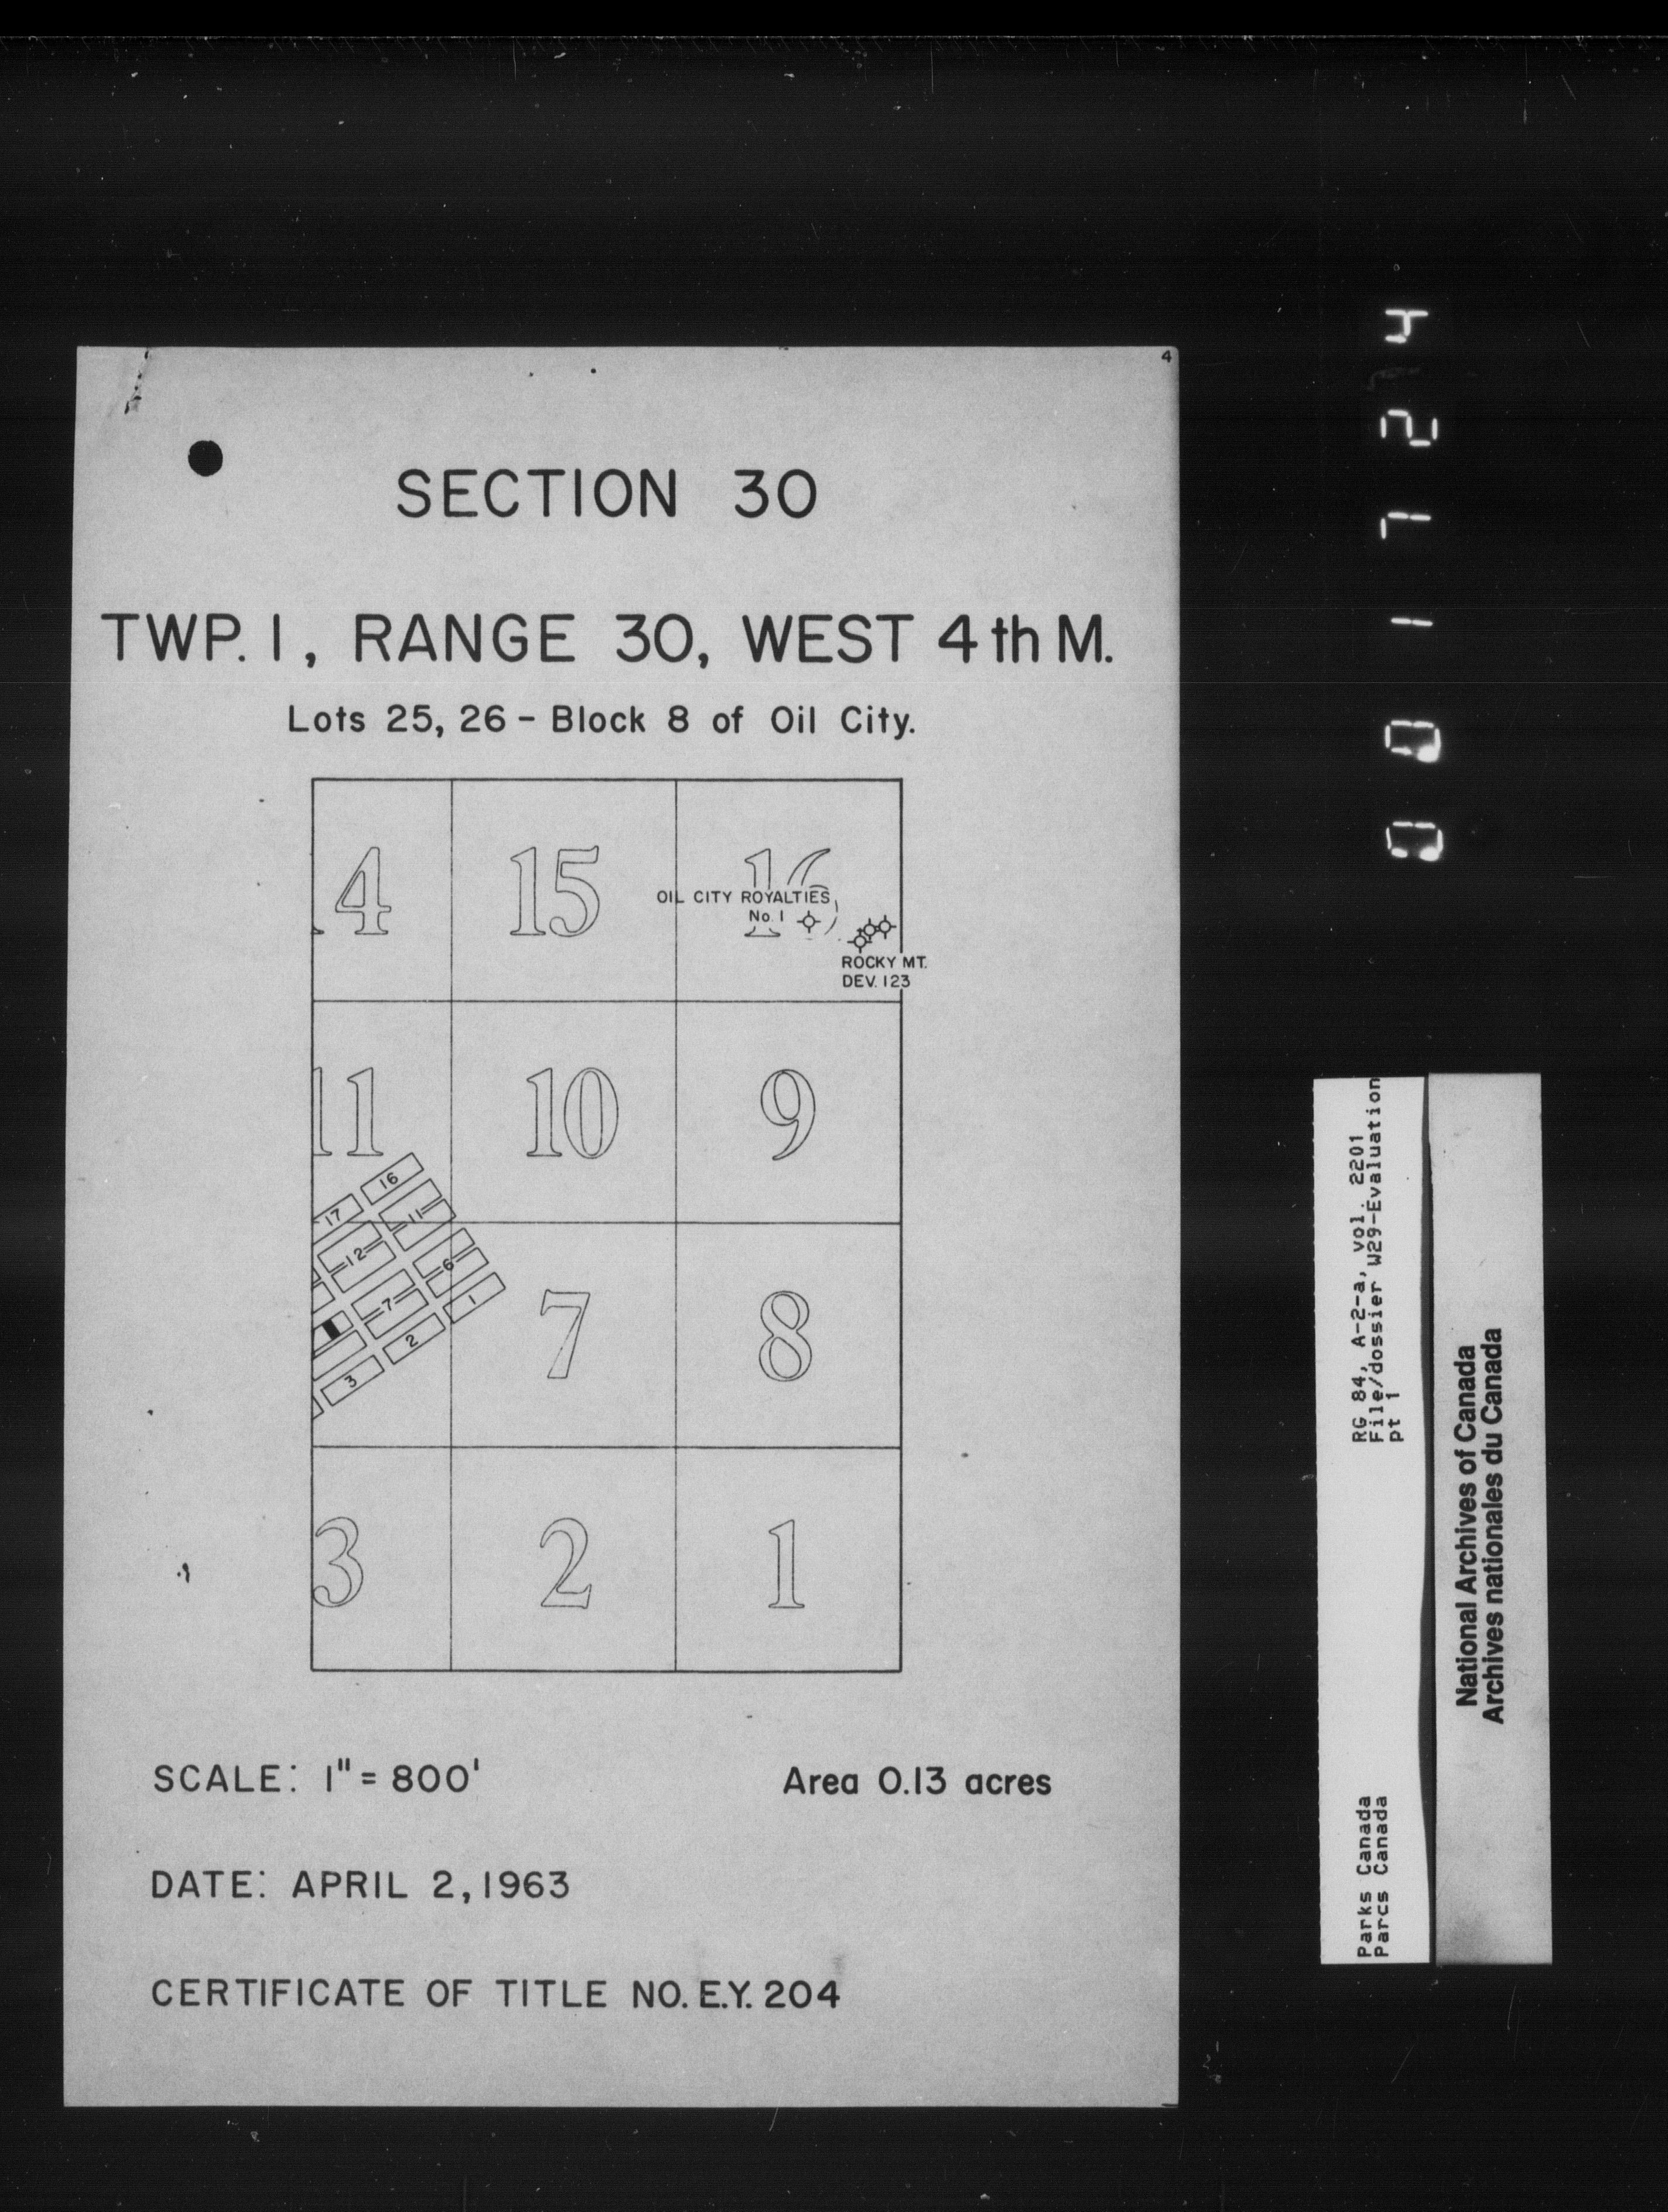 4
SECTION 30
TWP. 1, RANGE 30, WEST 4th M.
Lots 25, 26 - Block 8 of Oil City.
4 15 16
OIL CITY ROYALTIES
No. 1
ROCKY MT.
DEV. 123
11 10 9
16
17
11
12
6
7
1
2
3
7 8
3 2 1
SCALE: 1" = 800'
Area 0.13 acres
DATE: APRIL 2, 1963
CERTIFICATE OF TITLE NO. E.Y. 204
001724
RG 84, A-2-a, vol. 2201
File/dossier W29-Evaluation
pt 1
Parks Canada
Parcs Canada
National Archives of Canada
Archives nationales du Canada